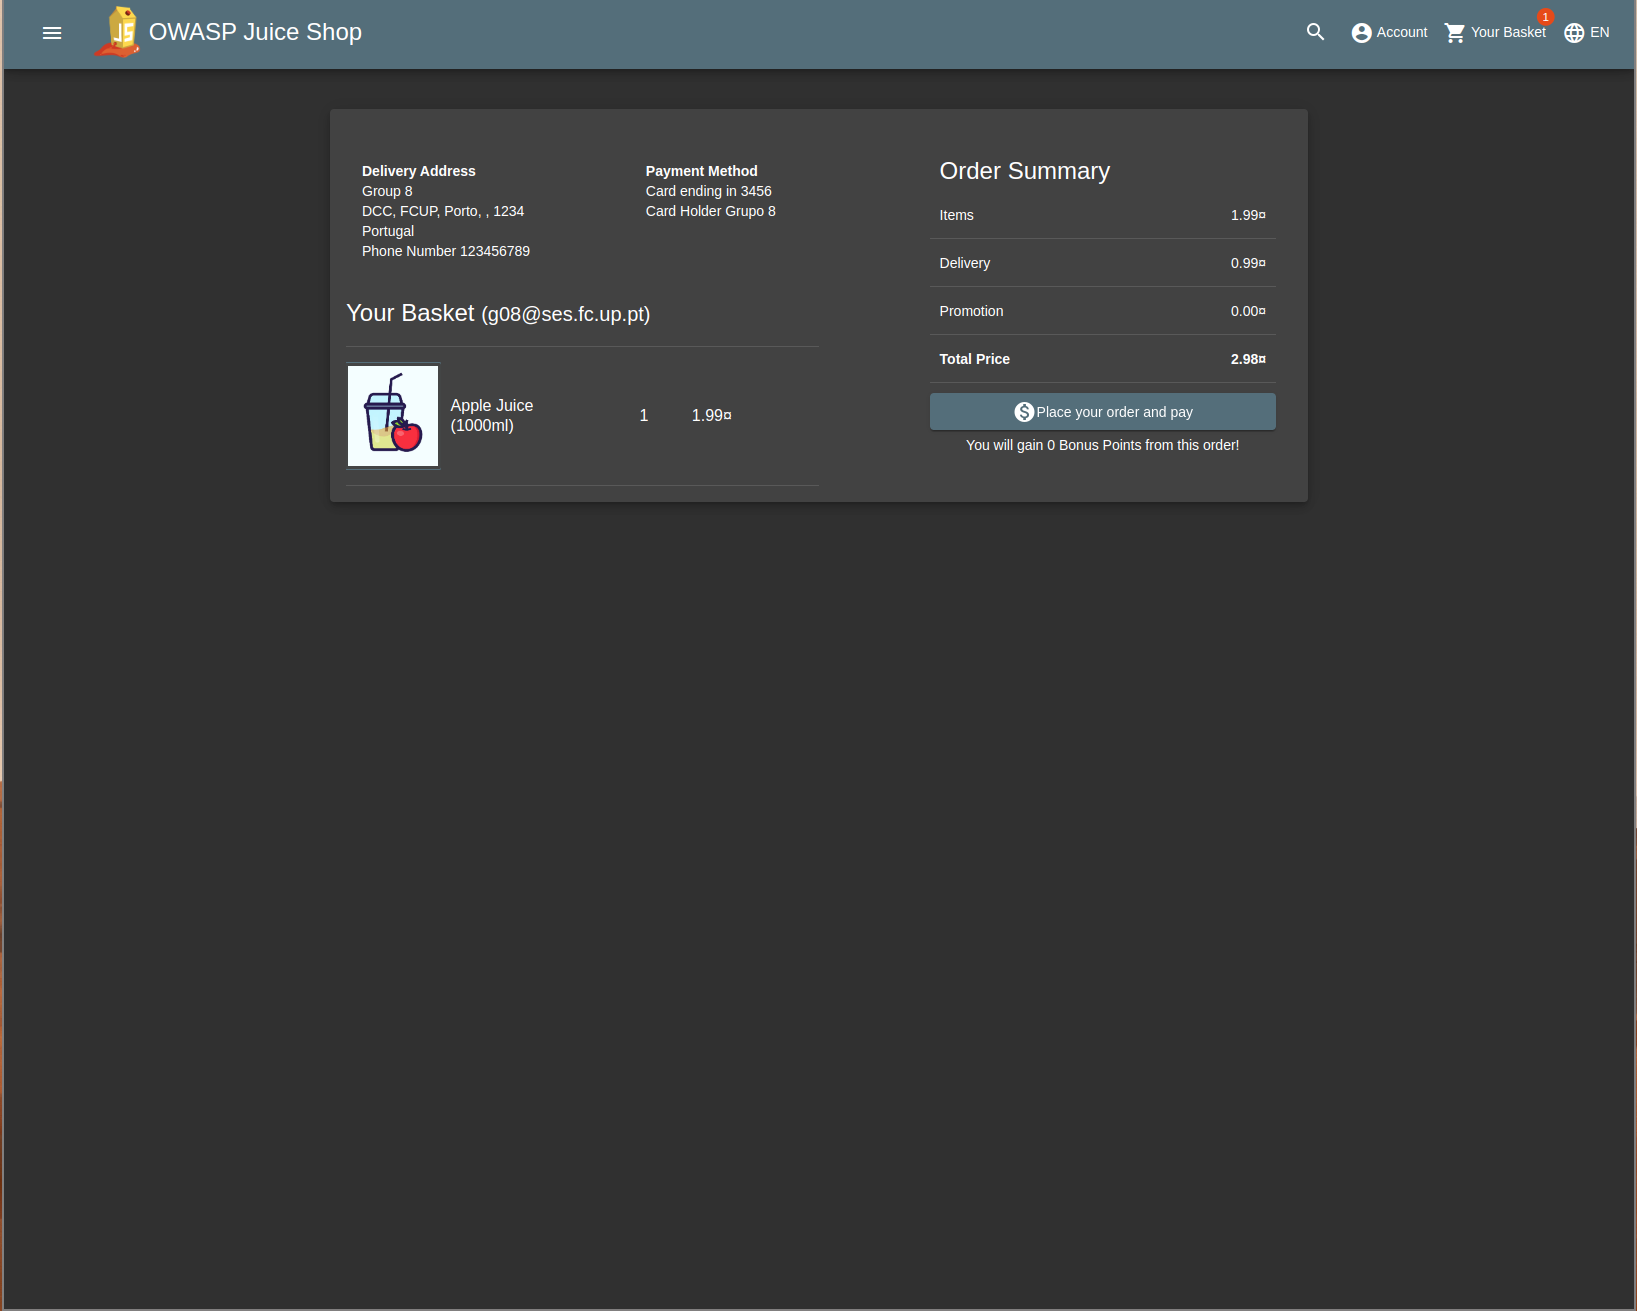 OWASP Juice Shop
Account
Your Basket
1
EN
Delivery Address
Group 8
DCC, FCUP, Porto, , 1234
Portugal
Phone Number 123456789
Payment Method
Card ending in 3456
Card Holder Grupo 8
Your Basket (g08@ses.fc.up.pt)
Apple Juice
(1000ml)
1
1.99¤
Order Summary
Items 1.99¤
Delivery 0.99¤
Promotion 0.00¤
Total Price 2.98¤
Place your order and pay
You will gain 0 Bonus Points from this order!